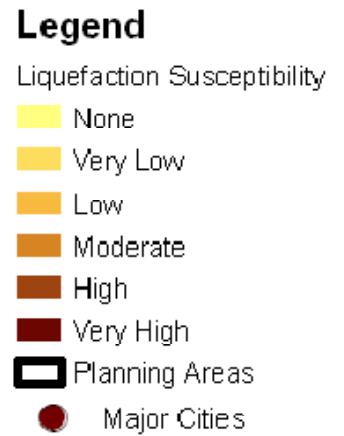 Legend
Liquefaction Susceptibility
None
Very Low
Low
Moderate
High
Very High
Planning Areas
Major Cities